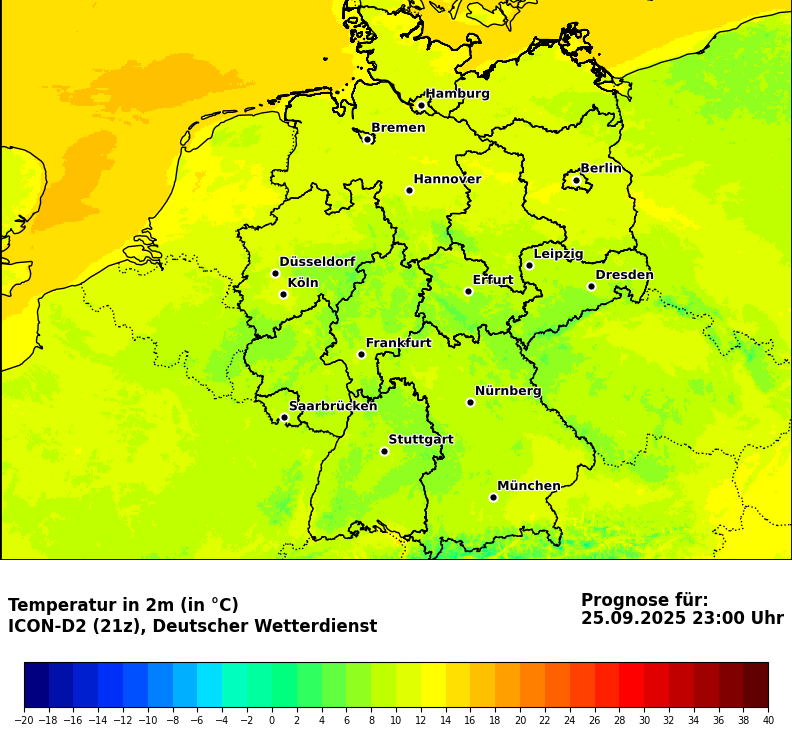 Hamburg
Bremen
Berlin
Hannover
Leipzig
Düsseldorf
Dresden
Köln
Erfurt
Frankfurt
Nürnberg
Saarbrücken
Stuttgart
München
Temperatur in 2m (in °C)
ICON-D2 (21z), Deutscher Wetterdienst
Prognose für:
25.09.2025 23:00 Uhr
−20 −18 −16 −14 −12 −10 −8 −6 −4 −2 0 2 4 6 8 10 12 14 16 18 20 22 24 26 28 30 32 34 36 38 40